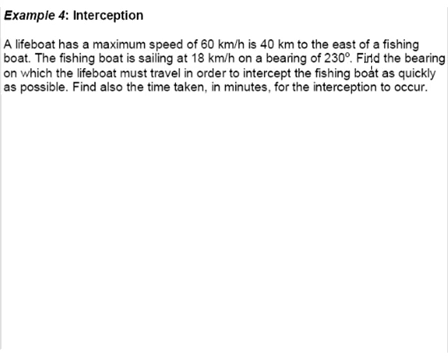 Example 4: Interception
A lifeboat has a maximum speed of 60 km/h is 40 km to the east of a fishing
boat. The fishing boat is sailing at 18 km/h on a bearing of 230º. Find the bearing
on which the lifeboat must travel in order to intercept the fishing boat as quickly
as possible. Find also the time taken, in minutes, for the interception to occur.